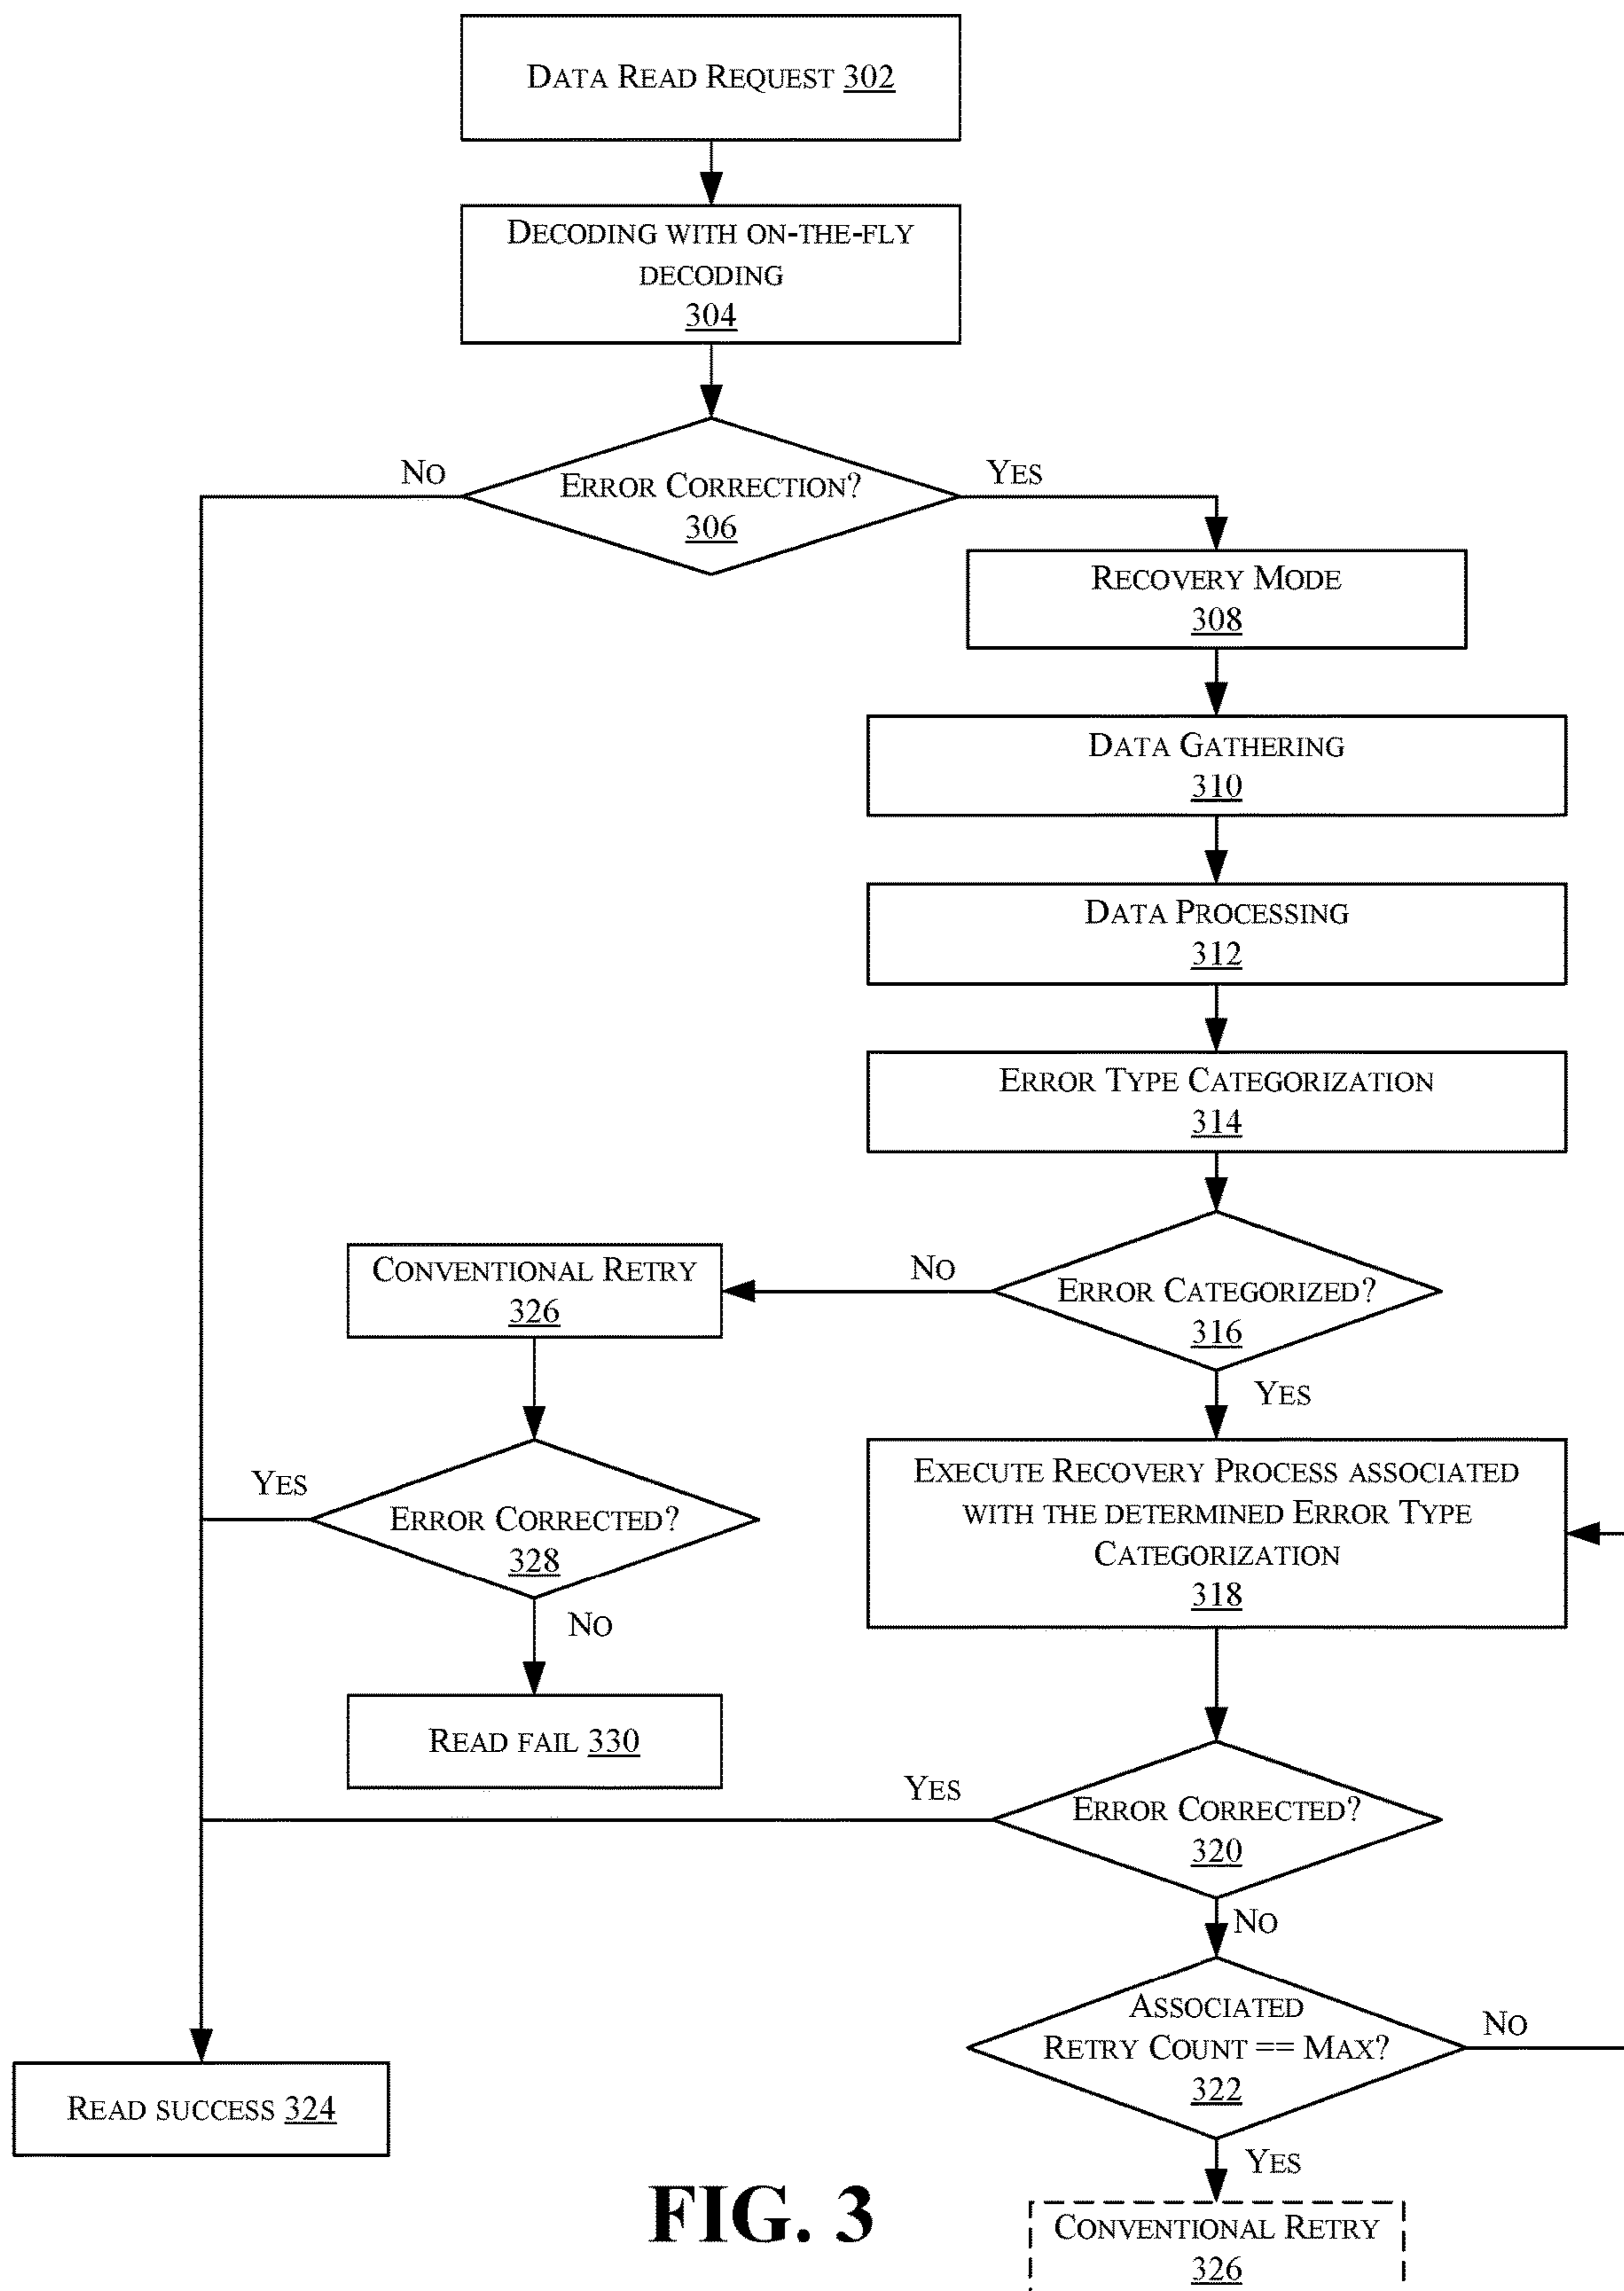 DATA READ REQUEST 302
DECODING WITH ON-THE-FLY
DECODING
304
NO
YES
ERROR CORRECTION?
306
RECOVERY MODE
308
DATA GATHERING
310
DATA PROCESSING
312
ERROR TYPE CATEGORIZATION
314
CONVENTIONAL RETRY
326
NO
ERROR CATEGORIZED?
316
YES
YES
ERROR CORRECTED?
328
NO
EXECUTE RECOVERY PROCESS ASSOCIATED
WITH THE DETERMINED ERROR TYPE
CATEGORIZATION
318
READ FAIL 330
YES
ERROR CORRECTED?
320
NO
ASSOCIATED
RETRY COUNT == MAX?
322
NO
READ SUCCESS 324
YES
FIG. 3
CONVENTIONAL RETRY
326